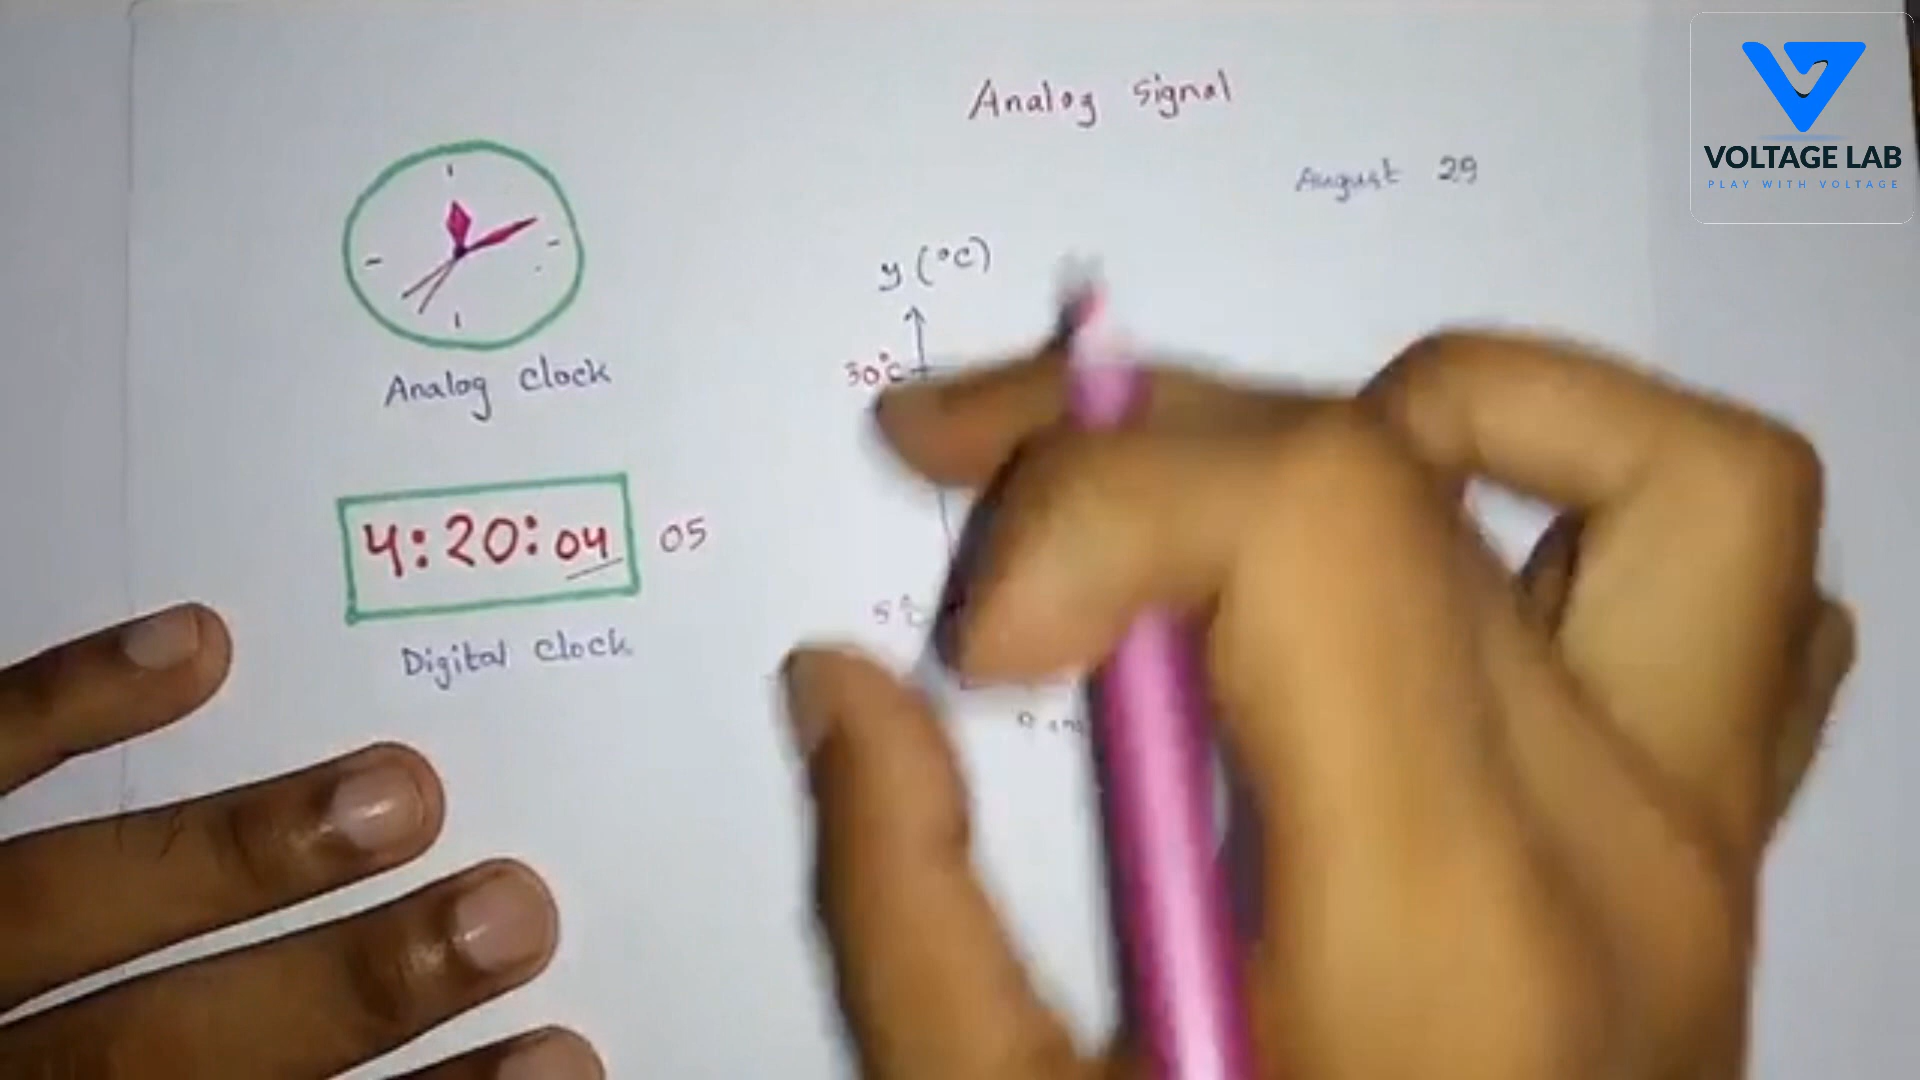 Analog Signal
August 29
VOLTAGE LAB
PLAY WITH VOLTAGE
Analog Clock
4:20:04 05
Digital Clock
y (°C)
30°C